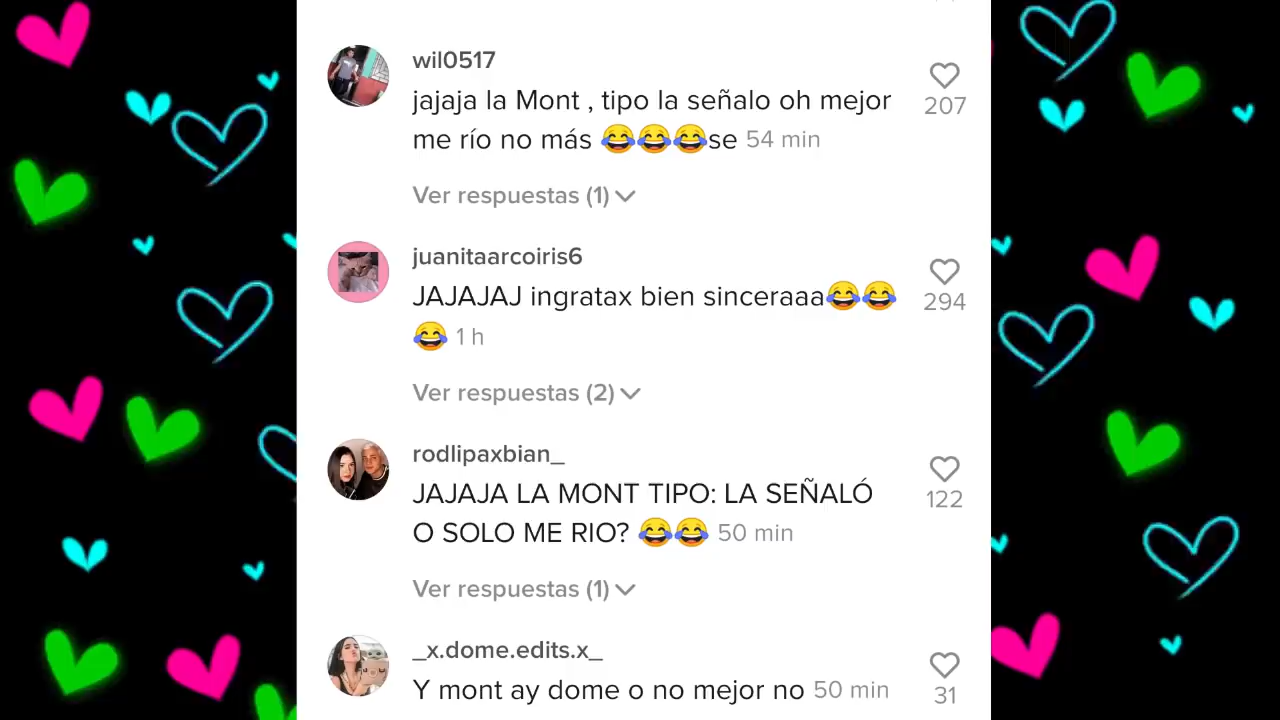 wil0517
jajaja la Mont , tipo la señalo oh mejor
me río no más 😂😂😂se 54 min
207
Ver respuestas (1)
juanitaarcoiris6
JAJAJAJ ingratax bien sinceraaa😂😂
😂 1 h
294
Ver respuestas (2)
rodlipaxbian_
JAJAJA LA MONT TIPO: LA SEÑALÓ
O SOLO ME RIO? 😂😂 50 min
122
Ver respuestas (1)
_x.dome.edits.x_
Y mont ay dome o no mejor no 50 min
31